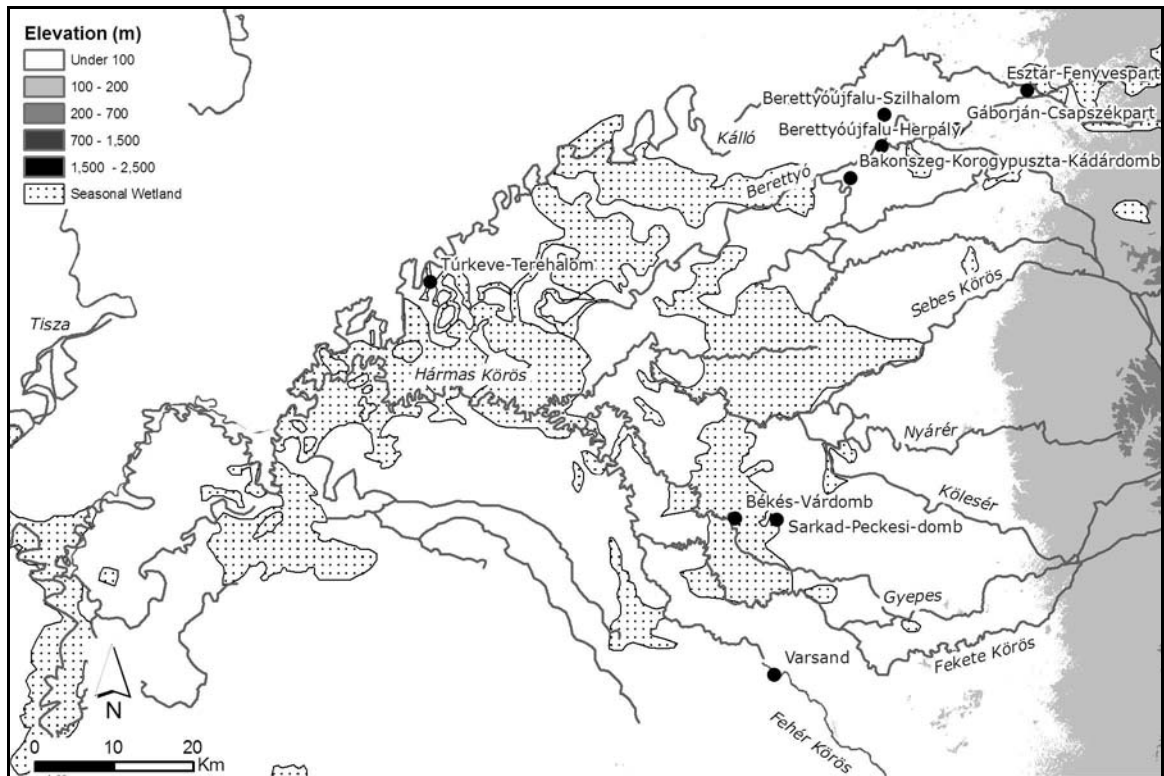 Elevation (m)
Under 100
100 - 200
200 - 700
700 - 1,500
1,500 - 2,500
Seasonal Wetland
Esztár-Fenyvespart
Berettyóújfalu-Szilhalom
Gáborján-Csapszékpart
Kálló
Berettyóújfalu-Herpály
Bakonszeg-Korogypuszta-Kádárdomb
Berettyó
Túrkeve-Terehalom
Sebes Körös
Tisza
Hármas Körös
Nyárér
Békés-Várdomb
Kölesér
Sarkad-Peckesi-domb
Gyepes
Varsand
Fekete Körös
Fehér Körös
N
0 10 20
Km